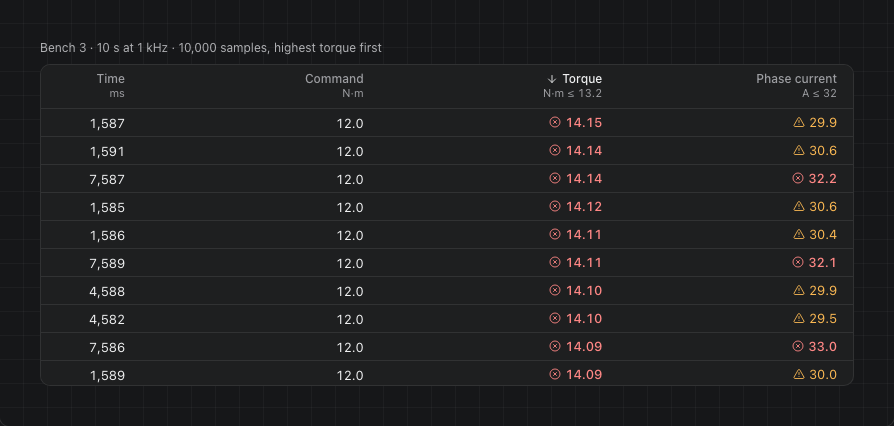 Bench 3 · 10 s at 1 kHz · 10,000 samples, highest torque first
Time Command ↓ Torque Phase current
ms N·m N·m ≤ 13.2 A ≤ 32
1,587 12.0 14.15 29.9
1,591 12.0 14.14 30.6
7,587 12.0 14.14 32.2
1,585 12.0 14.12 30.6
1,586 12.0 14.11 30.4
7,589 12.0 14.11 32.1
4,588 12.0 14.10 29.9
4,582 12.0 14.10 29.5
7,586 12.0 14.09 33.0
1,589 12.0 14.09 30.0